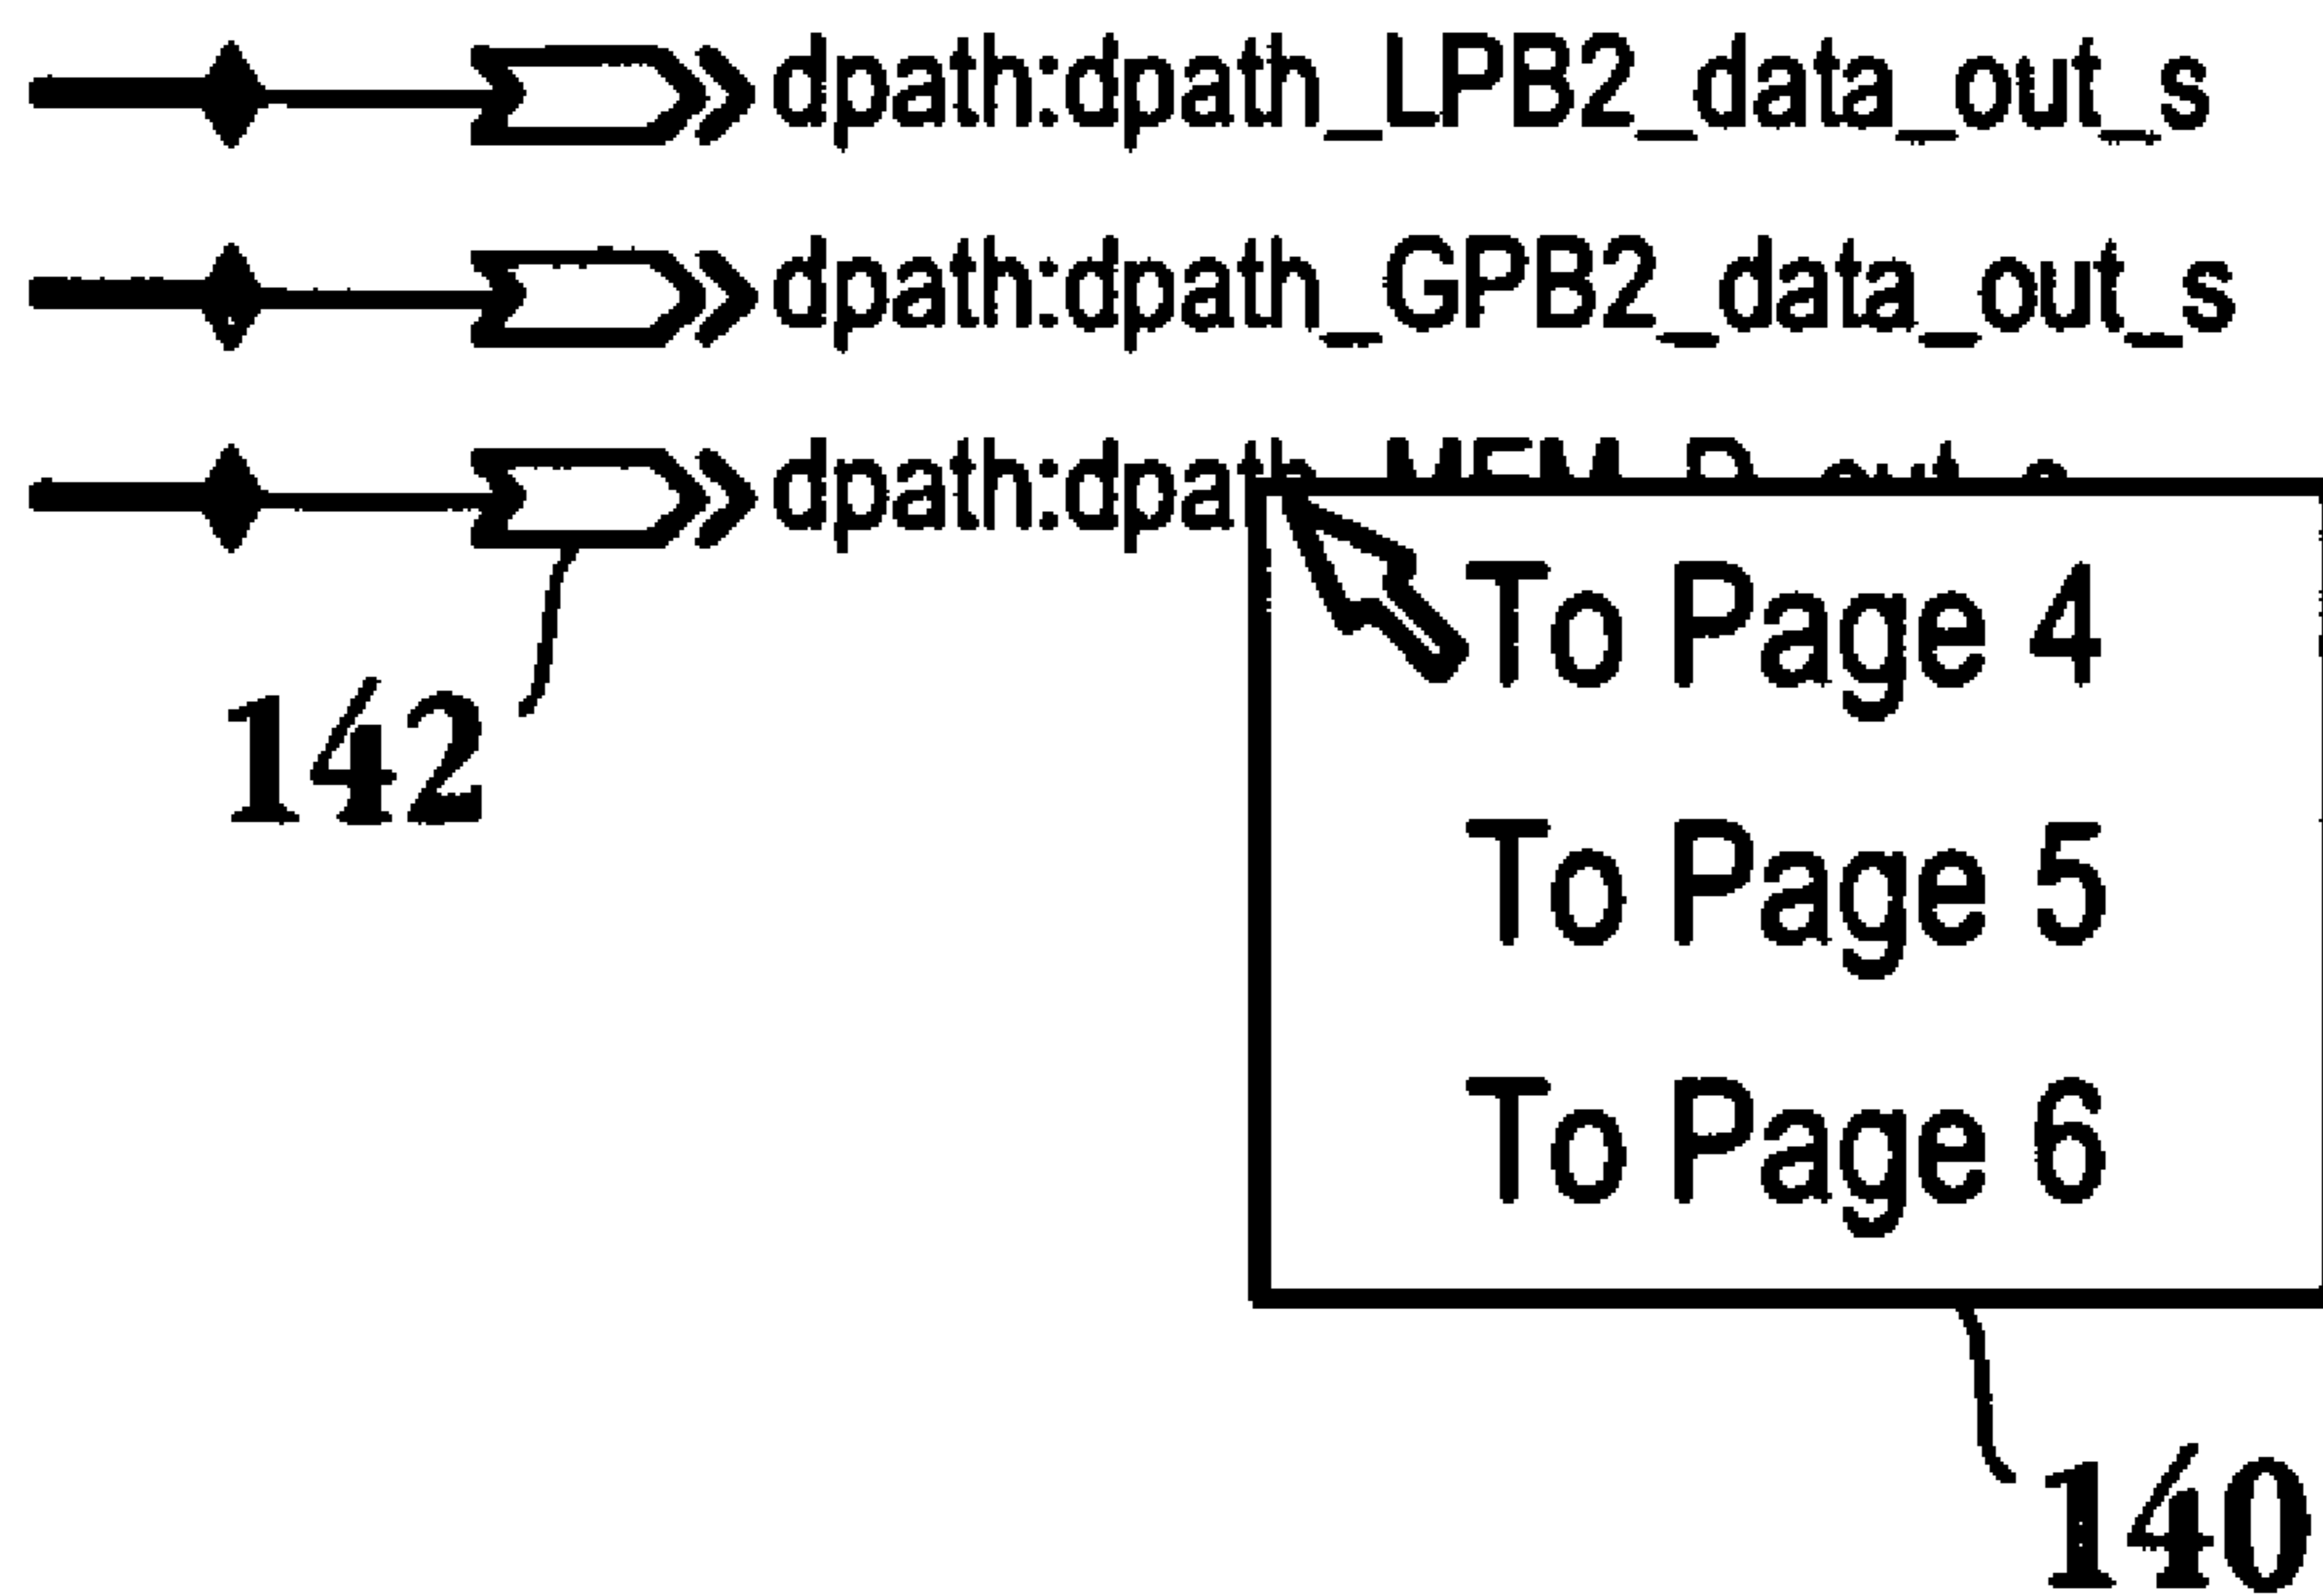 dpath:dpath_LPB2_data_out_s
dpath:dpath_GPB2_data_out_s
dpath:dpath
To Page 4
142
To Page 5
To Page 6
140